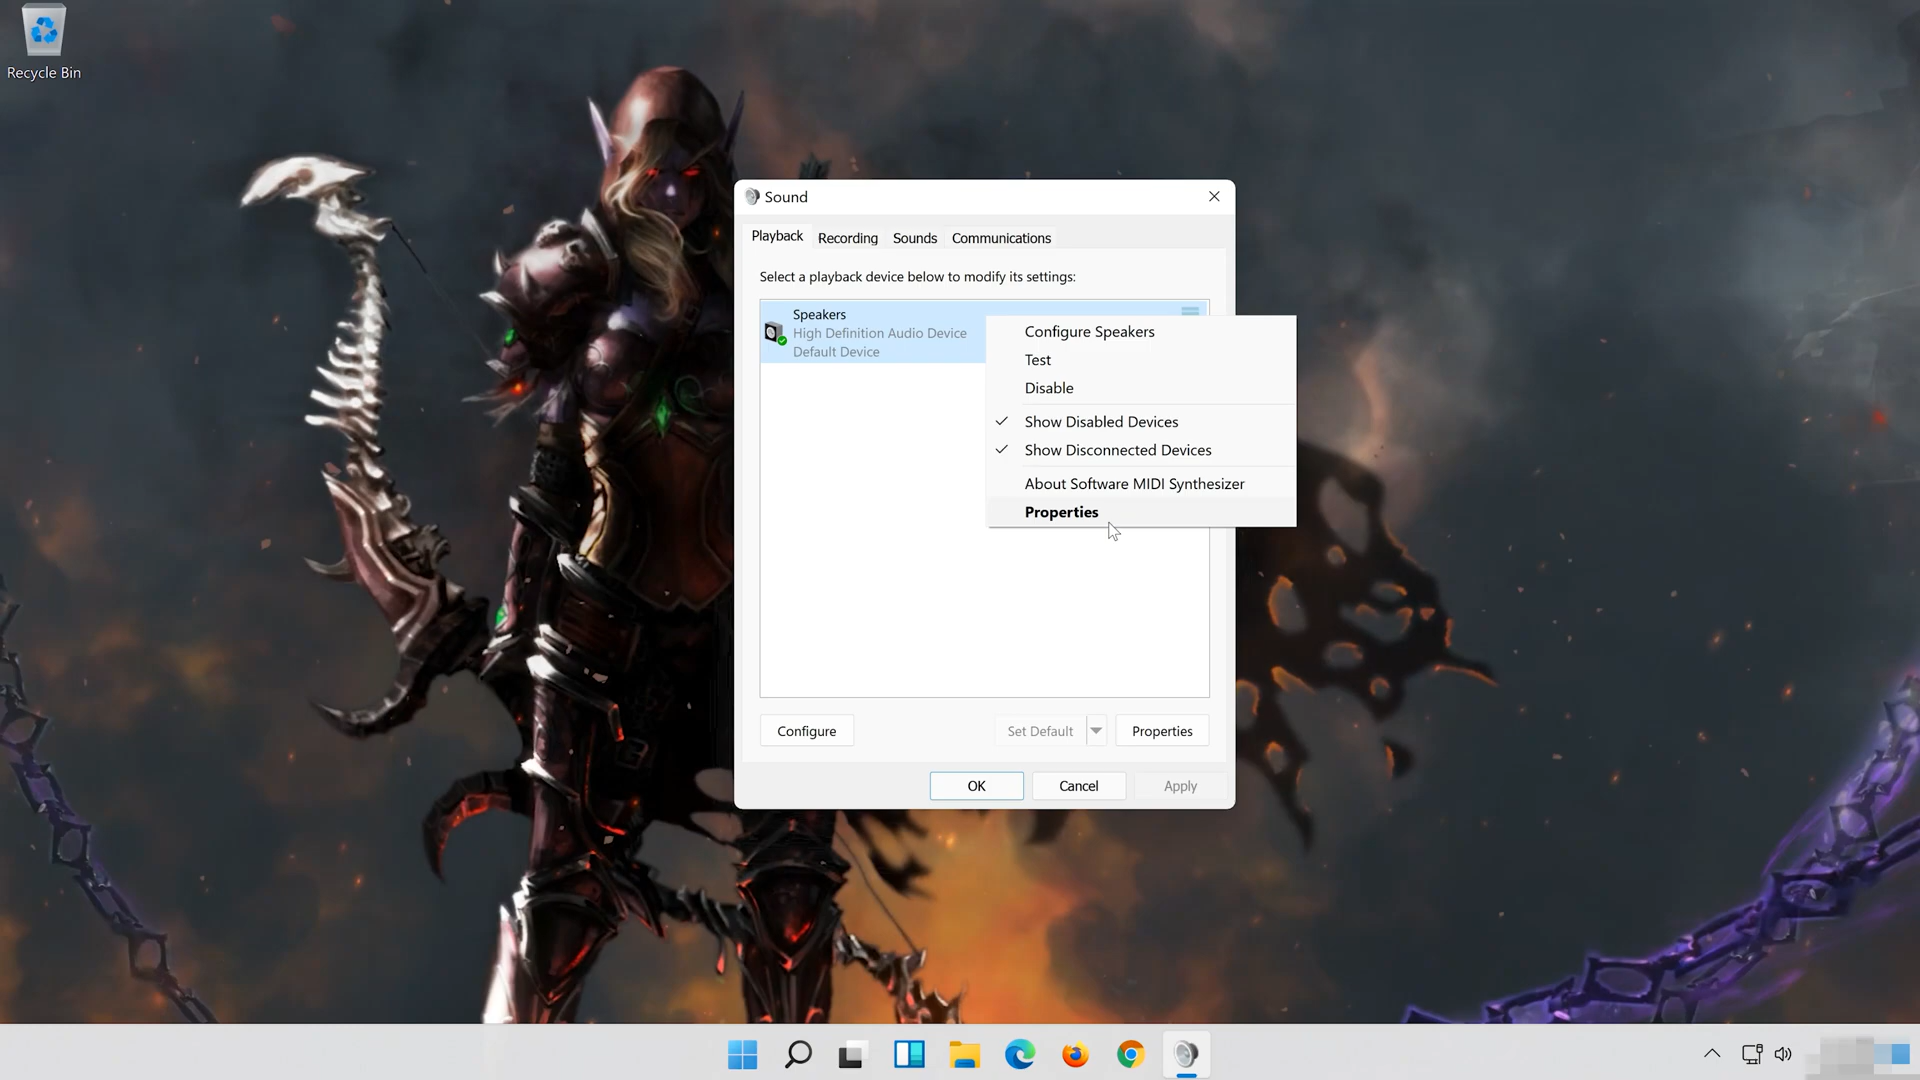 Recycle Bin
Sound
Playback
Recording
Sounds
Communications
Select a playback device below to modify its settings:
Speakers
High Definition Audio Device
Default Device
Configure Speakers
Test
Disable
Show Disabled Devices
Show Disconnected Devices
About Software MIDI Synthesizer
Properties
Configure
Set Default
Properties
OK
Cancel
Apply